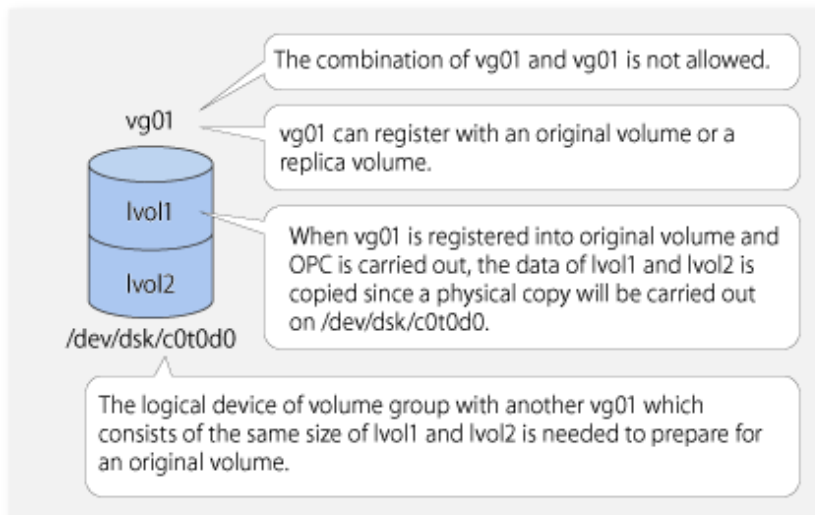 The combination of vg01 and vg01 is not allowed.
vg01
vg01 can register with an original volume or a
replica volume.
lvol1
When vg01 is registered into original volume and
OPC is carried out, the data of lvol1 and lvol2 is
copied since a physical copy will be carried out
on /dev/dsk/c0t0d0.
lvol2
/dev/dsk/c0t0d0
The logical device of volume group with another vg01 which
consists of the same size of lvol1 and lvol2 is needed to prepare for
an original volume.